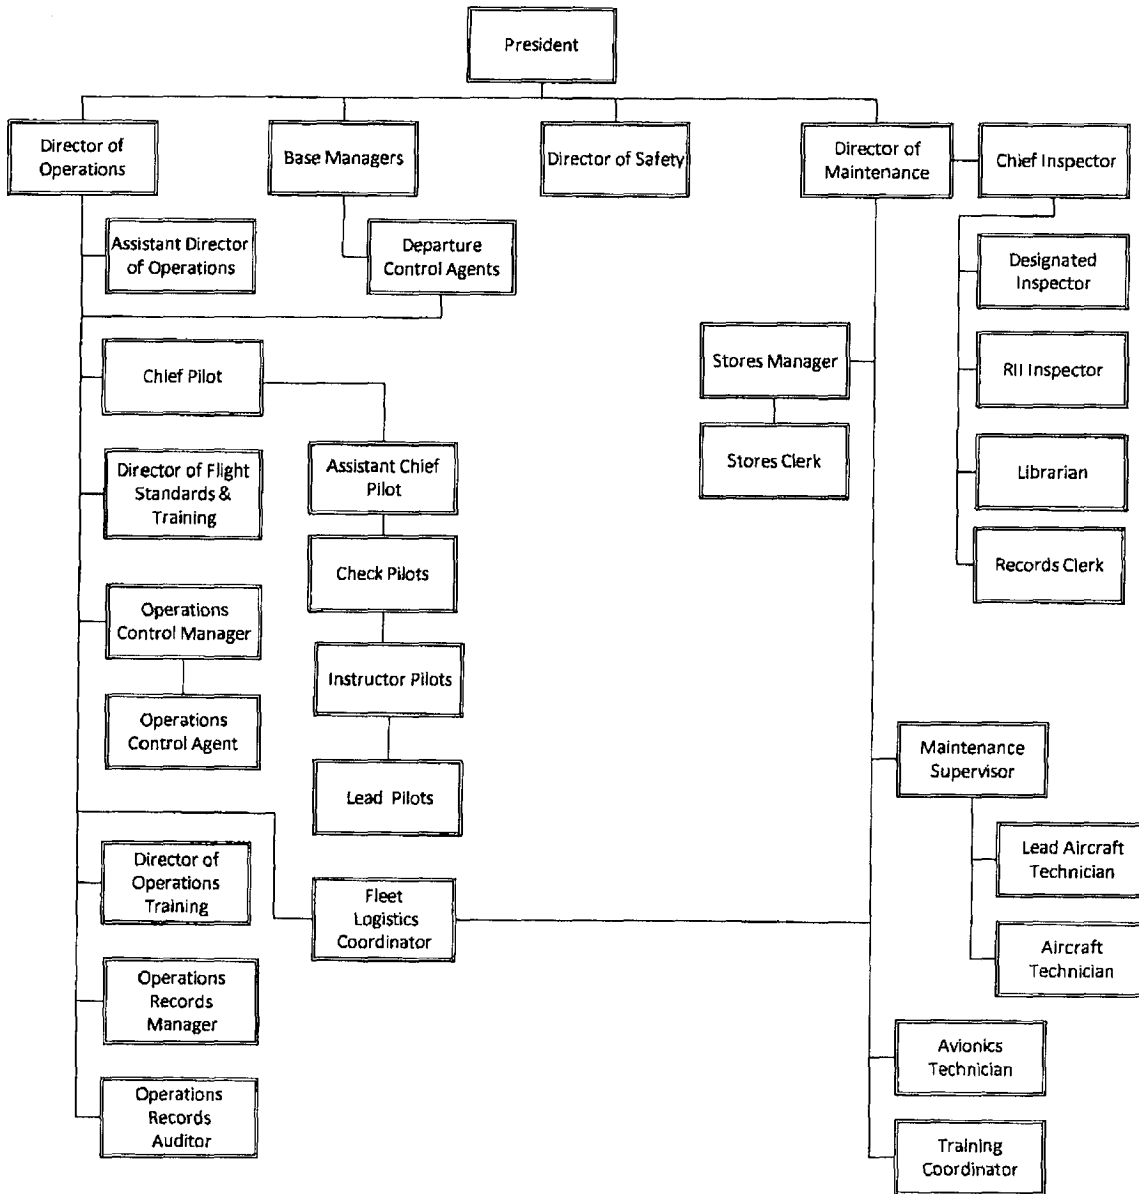 President
Director of
Operations
Base Managers
Director of Safety
Director of
Maintenance
Chief Inspector
Assistant Director
of Operations
Departure
Control Agents
Designated
Inspector
Chief Pilot
Stores Manager
RII Inspector
Director of Flight
Standards &
Training
Assistant Chief
Pilot
Stores Clerk
Librarian
Check Pilots
Records Clerk
Operations
Control Manager
Instructor Pilots
Operations
Control Agent
Lead Pilots
Maintenance
Supervisor
Director of
Operations
Training
Fleet
Logistics
Coordinator
Lead Aircraft
Technician
Aircraft
Technician
Operations
Records
Manager
Avionics
Technician
Operations
Records
Auditor
Training
Coordinator